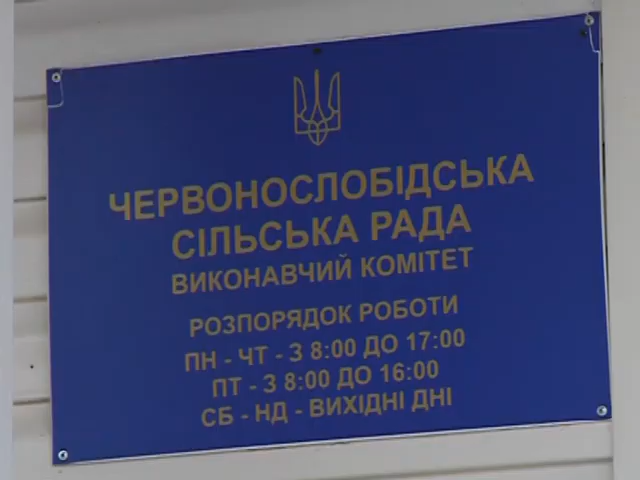 ЧЕРВОНОСЛОБІДСЬКА
СІЛЬСЬКА РАДА
ВИКОНАВЧИЙ КОМІТЕТ
РОЗПОРЯДОК РОБОТИ
ПН - ЧТ - З 8:00 ДО 17:00
ПТ - З 8:00 ДО 16:00
СБ - НД - ВИХІДНІ ДНІ